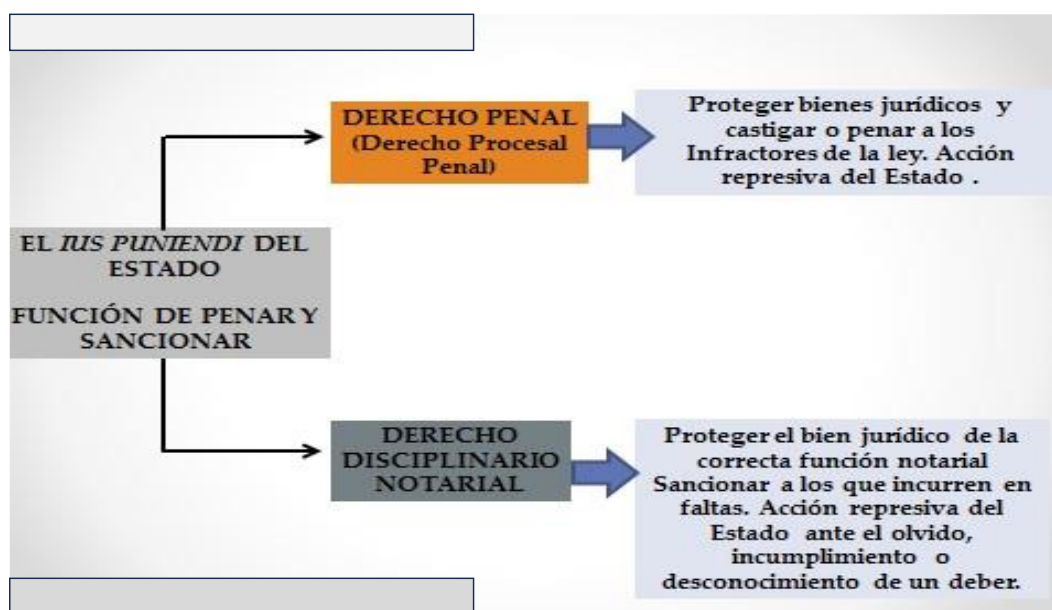 DERECHO PENAL
(Derecho Procesal
Penal)
Proteger bienes jurídicos y
castigar o penar a los
Infractores de la ley. Acción
represiva del Estado .
EL IUS PUNIENDI DEL
ESTADO
FUNCIÓN DE PENAR Y
SANCIONAR
DERECHO
DISCIPLINARIO
NOTARIAL
Proteger el bien jurídico de la
correcta función notarial
Sancionar a los que incurren en
faltas. Acción represiva del
Estado ante el olvido,
incumplimiento o
desconocimiento de un deber.